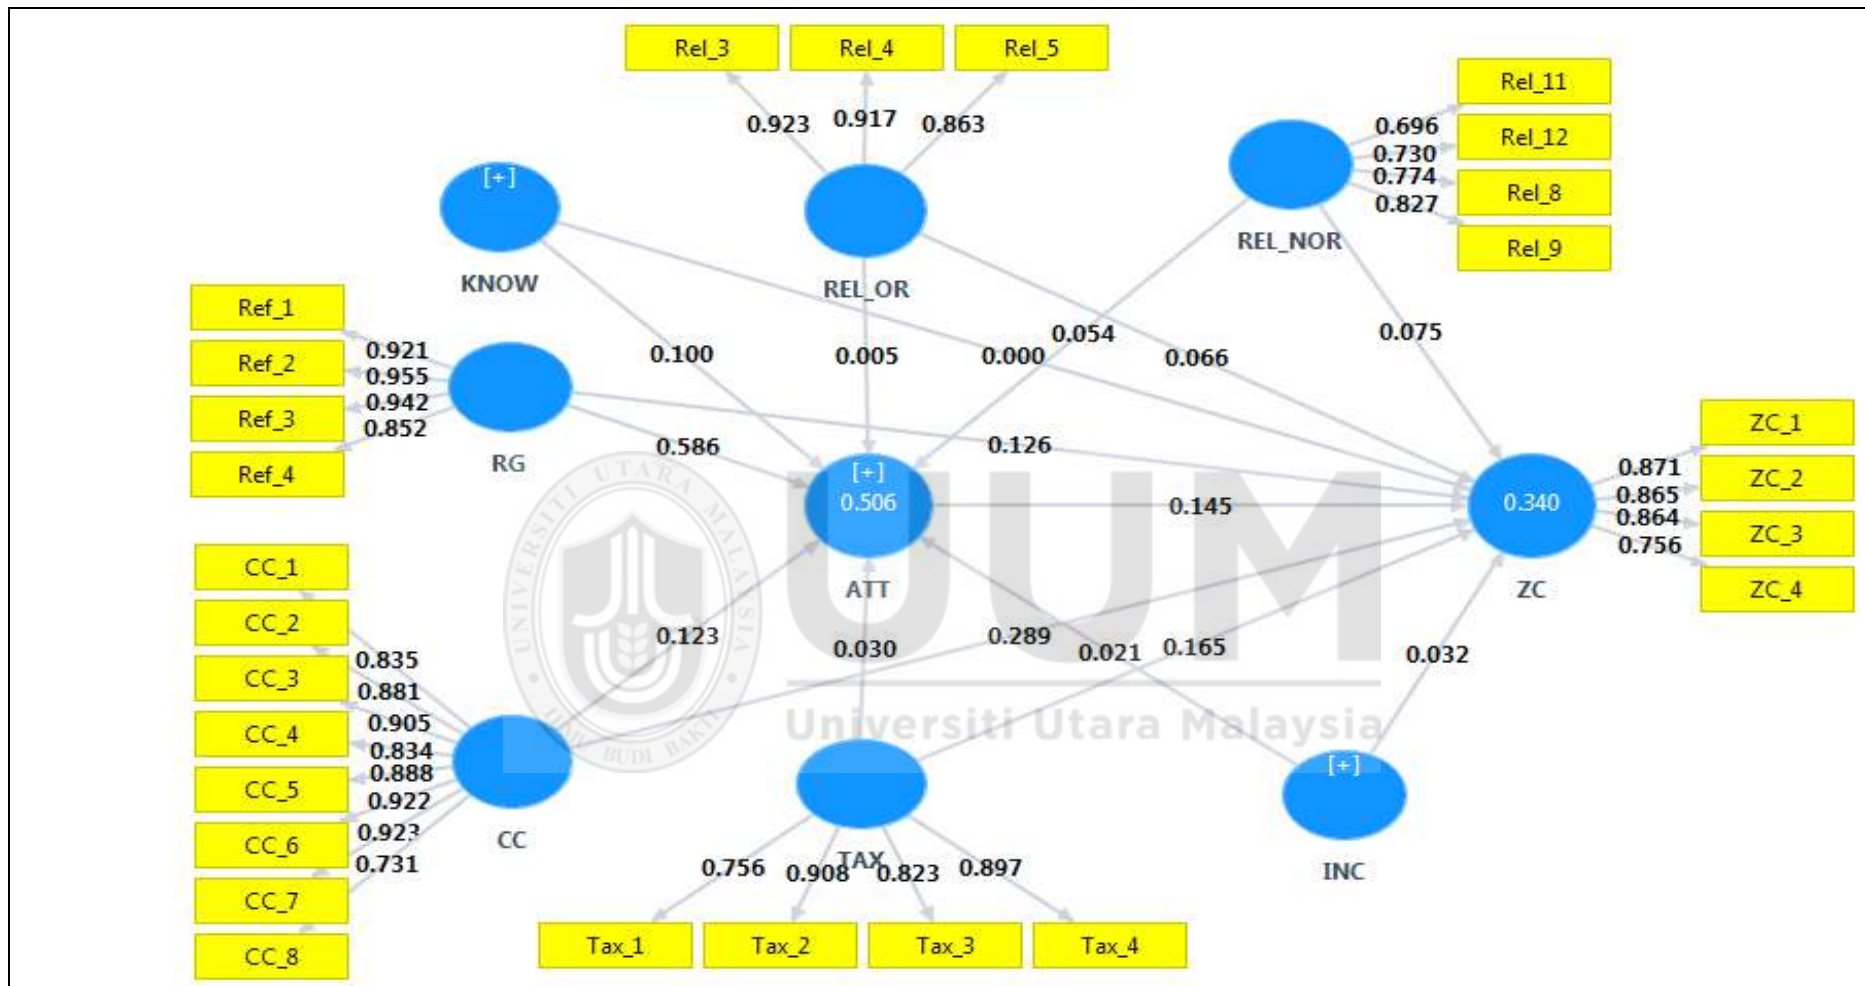 Rel_3
Rel_4
Rel_5
0.923
0.917
0.863
REL_OR
Rel_11
Rel_12
Rel_8
Rel_9
0.696
0.730
0.774
0.827
REL_NOR
[+]
KNOW
Ref_1
Ref_2
Ref_3
Ref_4
0.921
0.955
0.942
0.852
RG
0.100
0.005
0.000
0.054
0.066
0.075
0.586
0.126
[+]
0.506
ATT
0.145
0.340
ZC
ZC_1
ZC_2
ZC_3
ZC_4
0.871
0.865
0.864
0.756
CC_1
CC_2
CC_3
CC_4
CC_5
CC_6
CC_7
CC_8
0.835
0.881
0.905
0.834
0.888
0.922
0.923
0.731
CC
0.123
0.030
0.289
0.021
0.165
0.032
UNIVERSITI UTARA MALAYSIA
BUDI BAKTI
UUM
Universiti Utara Malaysia
TAX
0.756
0.908
0.823
0.897
Tax_1
Tax_2
Tax_3
Tax_4
[+]
INC